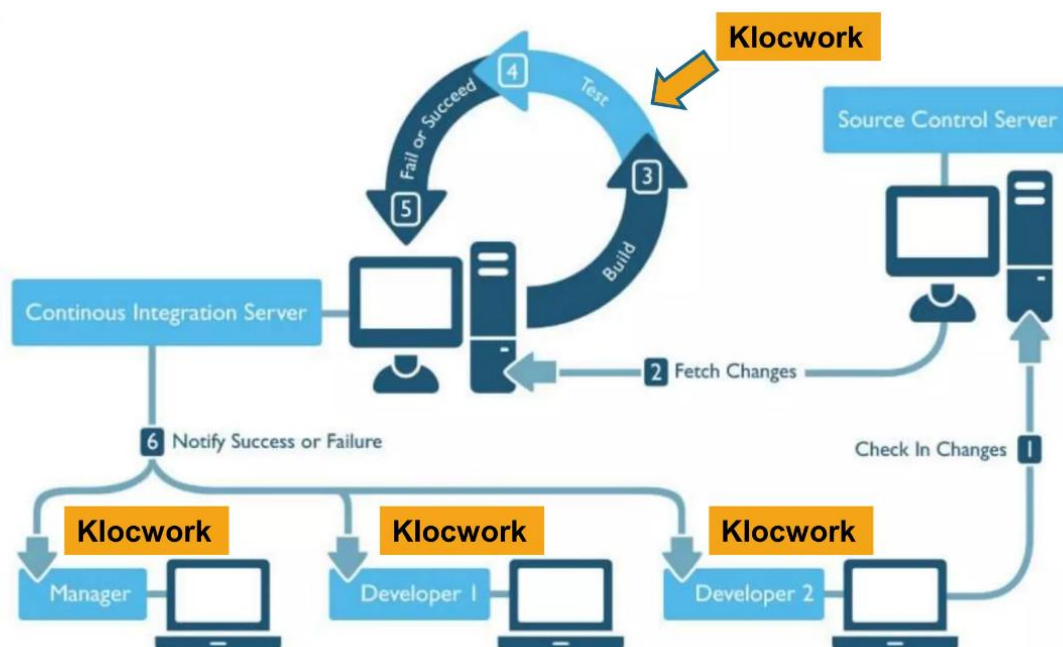 Klocwork
4
Test
Fail or Succeed
Source Control Server
3
5
Build
Continous Integration Server
2 Fetch Changes
6 Notify Success or Failure
Check In Changes 1
Klocwork
Klocwork
Klocwork
Manager
Developer 1
Developer 2